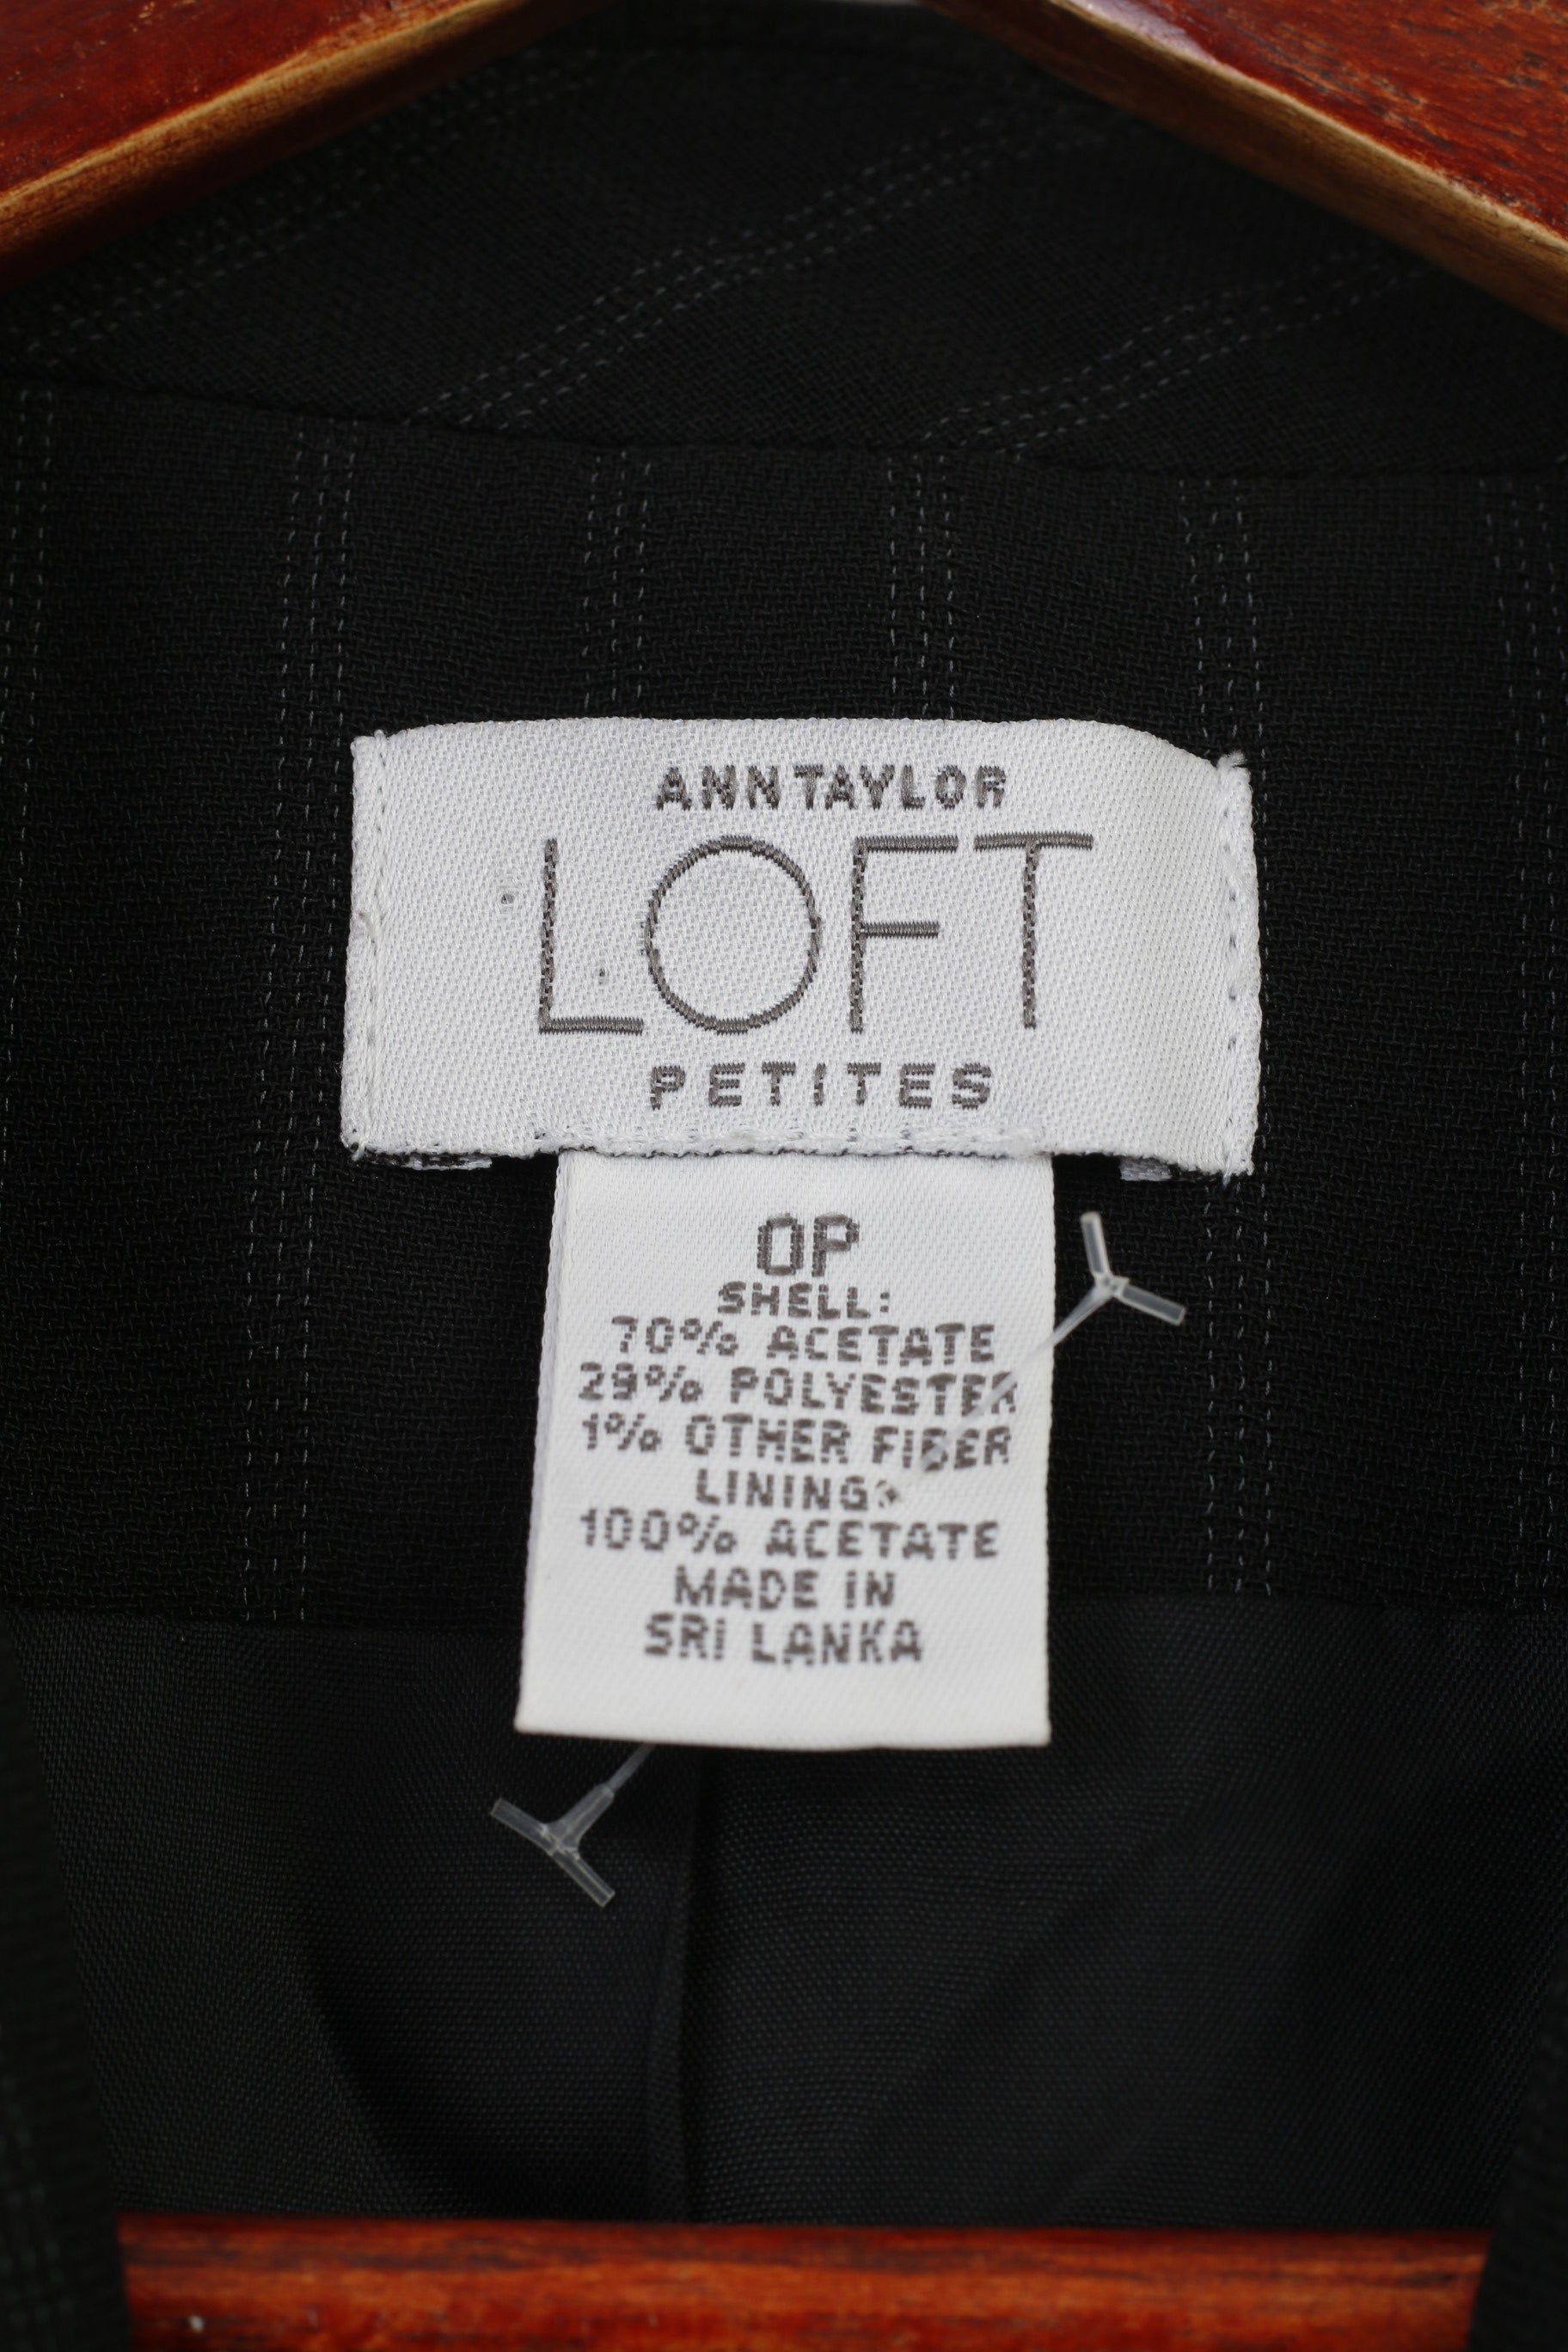 ANN TAYLOR
LOFT
PETITES
0P
SHELL:
70% ACETATE
29% POLYESTER
1% OTHER FIBER
LINING:
100% ACETATE
MADE IN
SRI LANKA